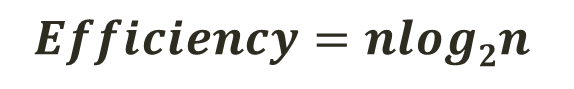 Efficiency = nlog₂n